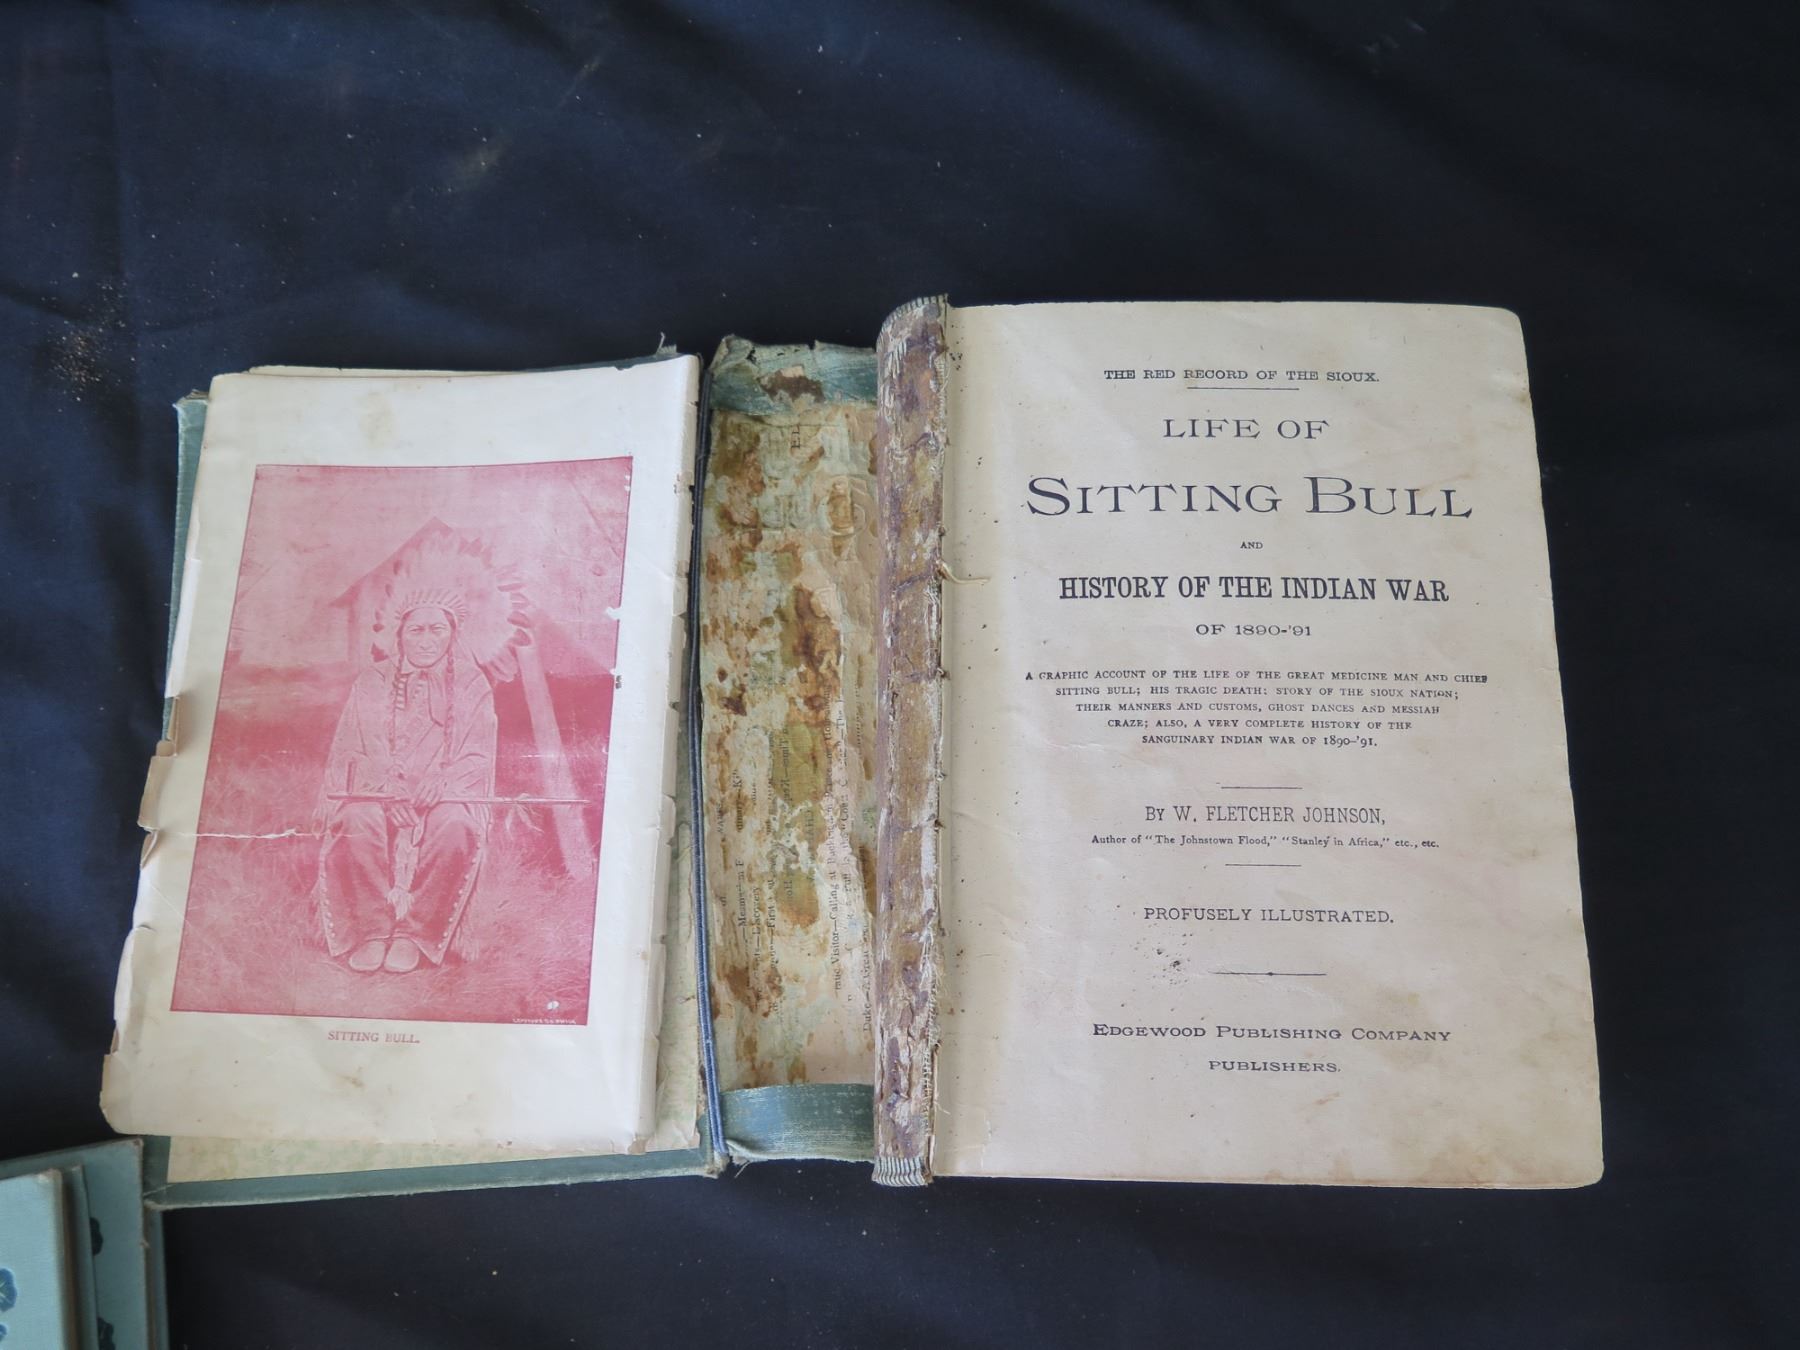 SITTING BULL.
THE RED RECORD OF THE SIOUX.
LIFE OF
SITTING BULL
AND
HISTORY OF THE INDIAN WAR
OF 1890-'91
A GRAPHIC ACCOUNT OF THE LIFE OF THE GREAT MEDICINE MAN AND CHIEF
SITTING BULL; HIS TRAGIC DEATH: STORY OF THE SIOUX NATION;
THEIR MANNERS AND CUSTOMS, GHOST DANCES AND MESSIAH
CRAZE; ALSO, A VERY COMPLETE HISTORY OF THE
SANGUINARY INDIAN WAR OF 1890-'91.
BY W. FLETCHER JOHNSON,
Author of "The Johnstown Flood," "Stanley in Africa," etc., etc.
PROFUSELY ILLUSTRATED.
EDGEWOOD PUBLISHING COMPANY
PUBLISHERS.